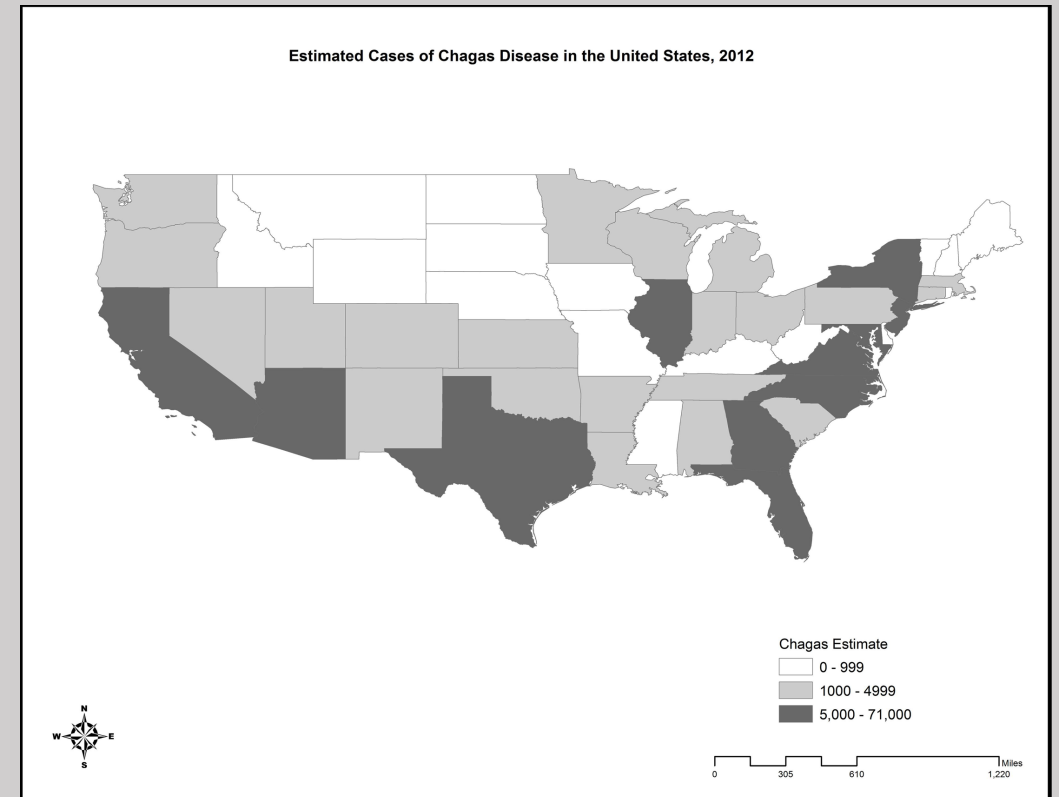 Estimated Cases of Chagas Disease in the United States, 2012
Chagas Estimate
0 - 999
1000 - 4999
5,000 - 71,000
N
W
E
S
Miles
0
305
610
1,220